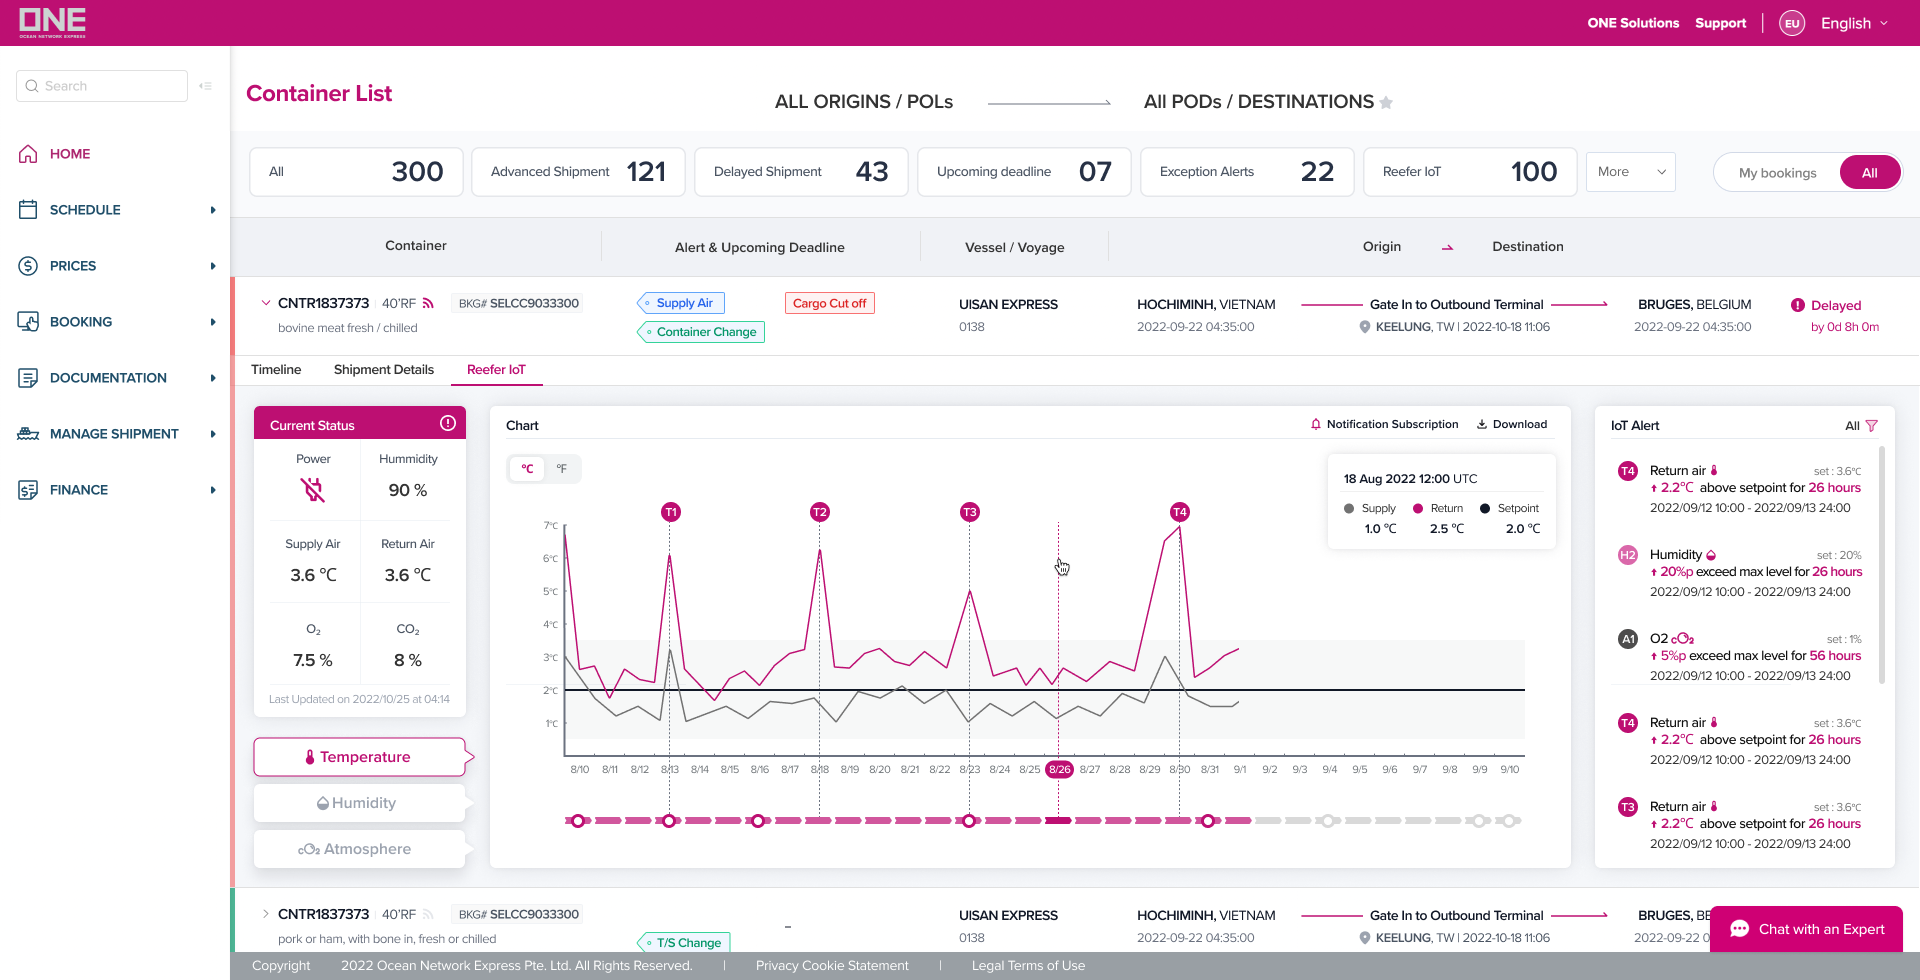 ONE
OCEAN NETWORK EXPRESS
ONE Solutions Support EU English
Search
HOME
SCHEDULE
PRICES
BOOKING
DOCUMENTATION
MANAGE SHIPMENT
FINANCE
Container List
ALL ORIGINS / POLs All PODs / DESTINATIONS
All 300
Advanced Shipment 121
Delayed Shipment 43
Upcoming deadline 07
Exception Alerts 22
Reefer IoT 100
More
My bookings All
Container Alert & Upcoming Deadline Vessel / Voyage Origin Destination
CNTR1837373 40'RF BKG# SELCC9033300
bovine meat fresh / chilled
Supply Air
Container Change
Cargo Cut off
UISAN EXPRESS
0138
HOCHIMINH, VIETNAM
2022-09-22 04:35:00
Gate In to Outbound Terminal
KEELUNG, TW | 2022-10-18 11:06
BRUGES, BELGIUM
2022-09-22 04:35:00
Delayed
by 0d 8h 0m
Timeline Shipment Details Reefer IoT
Current Status
Power Hummidity
90 %
Supply Air Return Air
3.6 ℃ 3.6 ℃
O₂ CO₂
7.5 % 8 %
Last Updated on 2022/10/25 at 04:14
Temperature
Humidity
cO2 Atmosphere
Chart
Notification Subscription Download
℃ ℉
18 Aug 2022 12:00 UTC
Supply Return Setpoint
1.0 ℃ 2.5 ℃ 2.0 ℃
T1 T2 T3 T4
7℃
6℃
5℃
4℃
3℃
2℃
1℃
8/10 8/11 8/12 8/13 8/14 8/15 8/16 8/17 8/18 8/19 8/20 8/21 8/22 8/23 8/24 8/25 8/26 8/27 8/28 8/29 8/30 8/31 9/1 9/2 9/3 9/4 9/5 9/6 9/7 9/8 9/9 9/10
IoT Alert All
T4 Return air set : 3.6℃
2.2℃ above setpoint for 26 hours
2022/09/12 10:00 - 2022/09/13 24:00
H2 Humidity set : 20%
20%p exceed max level for 26 hours
2022/09/12 10:00 - 2022/09/13 24:00
A1 O2 cO2 set : 1%
5%p exceed max level for 56 hours
2022/09/12 10:00 - 2022/09/13 24:00
T4 Return air set : 3.6℃
2.2℃ above setpoint for 26 hours
2022/09/12 10:00 - 2022/09/13 24:00
T3 Return air set : 3.6℃
2.2℃ above setpoint for 26 hours
2022/09/12 10:00 - 2022/09/13 24:00
CNTR1837373 40'RF BKG# SELCC9033300
pork or ham, with bone in, fresh or chilled
T/S Change
–
UISAN EXPRESS
0138
HOCHIMINH, VIETNAM
2022-09-22 04:35:00
Gate In to Outbound Terminal
KEELUNG, TW | 2022-10-18 11:06
BRUGES, BE
2022-09-22 0
Chat with an Expert
Copyright 2022 Ocean Network Express Pte. Ltd. All Rights Reserved. | Privacy Cookie Statement | Legal Terms of Use